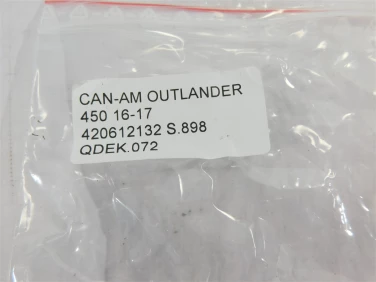 CAN-AM OUTLANDER
450 16-17
420612132 S.898
QDEK.072